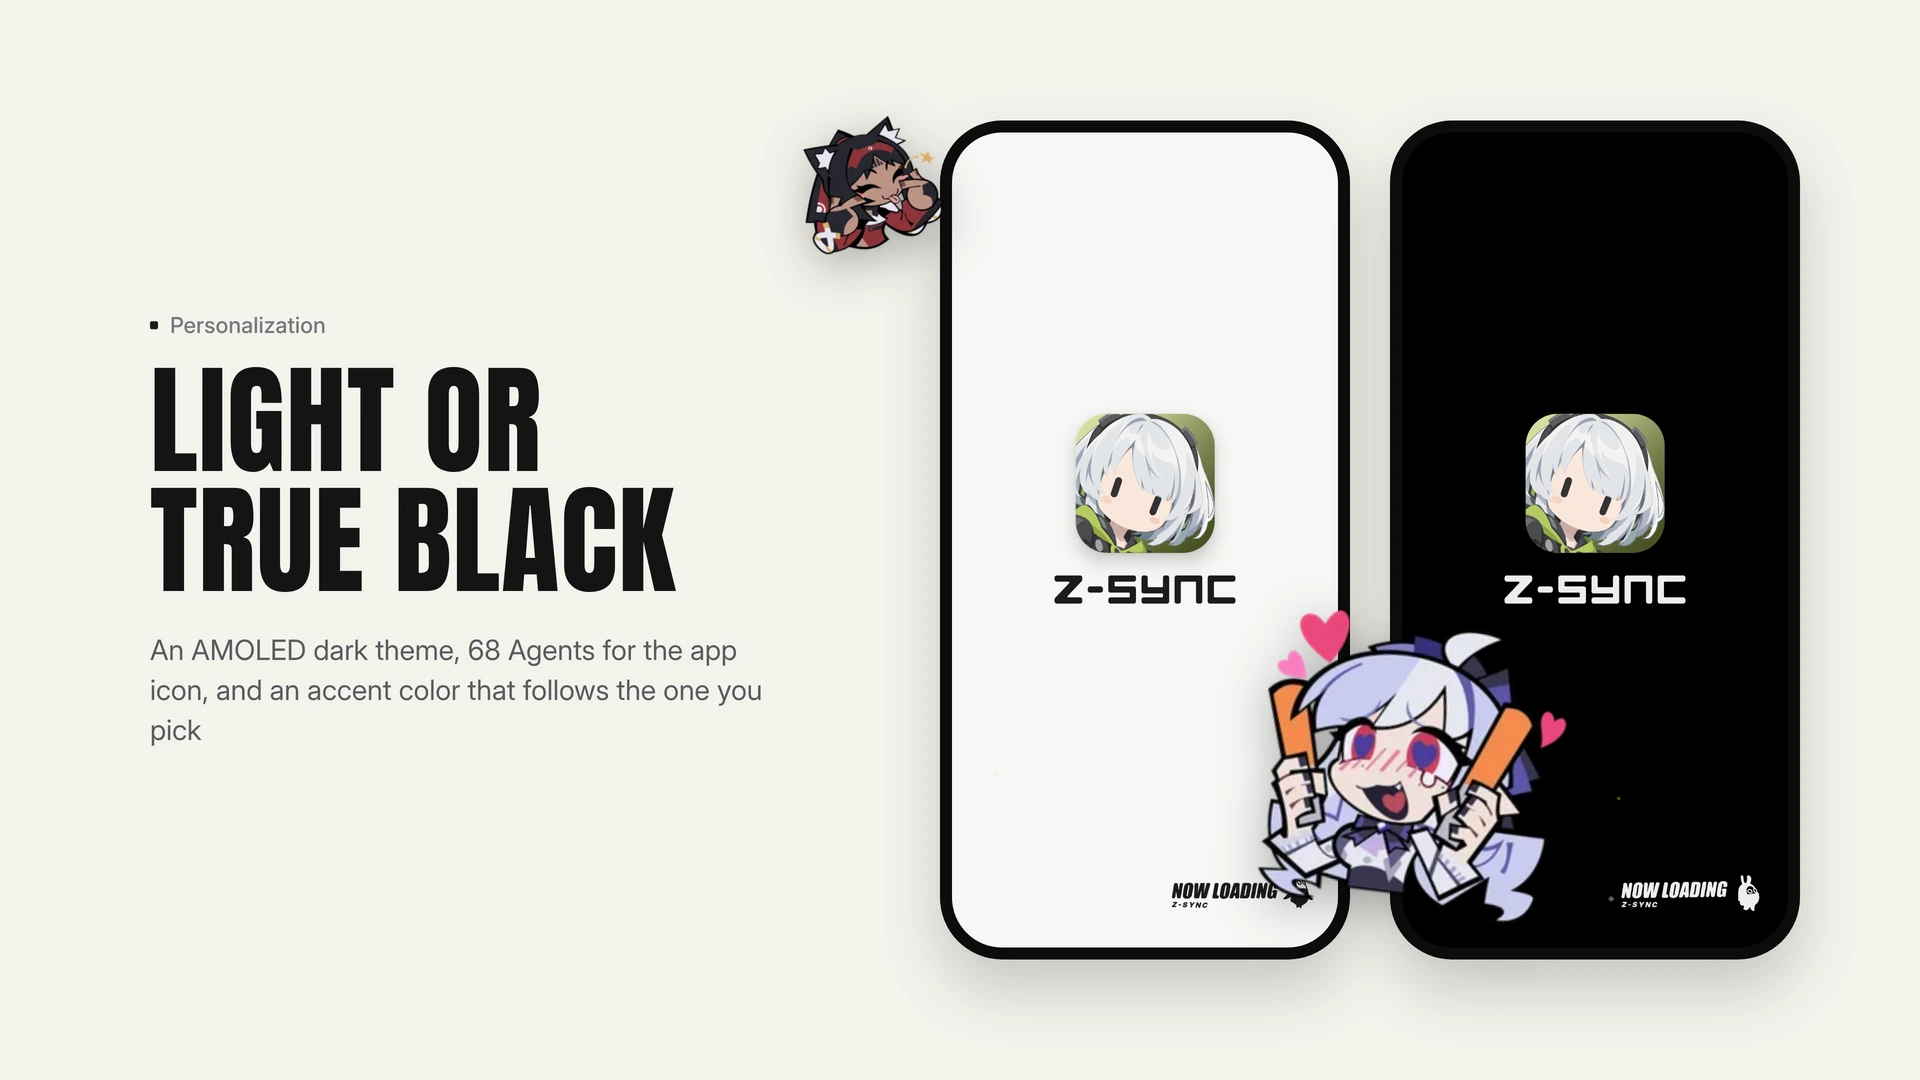 Personalization
LIGHT OR
TRUE BLACK
An AMOLED dark theme, 68 Agents for the app
icon, and an accent color that follows the one you
pick
Z-SYNC
NOW LOADING
Z-SYNC
Z-SYNC
NOW LOADING
Z-SYNC